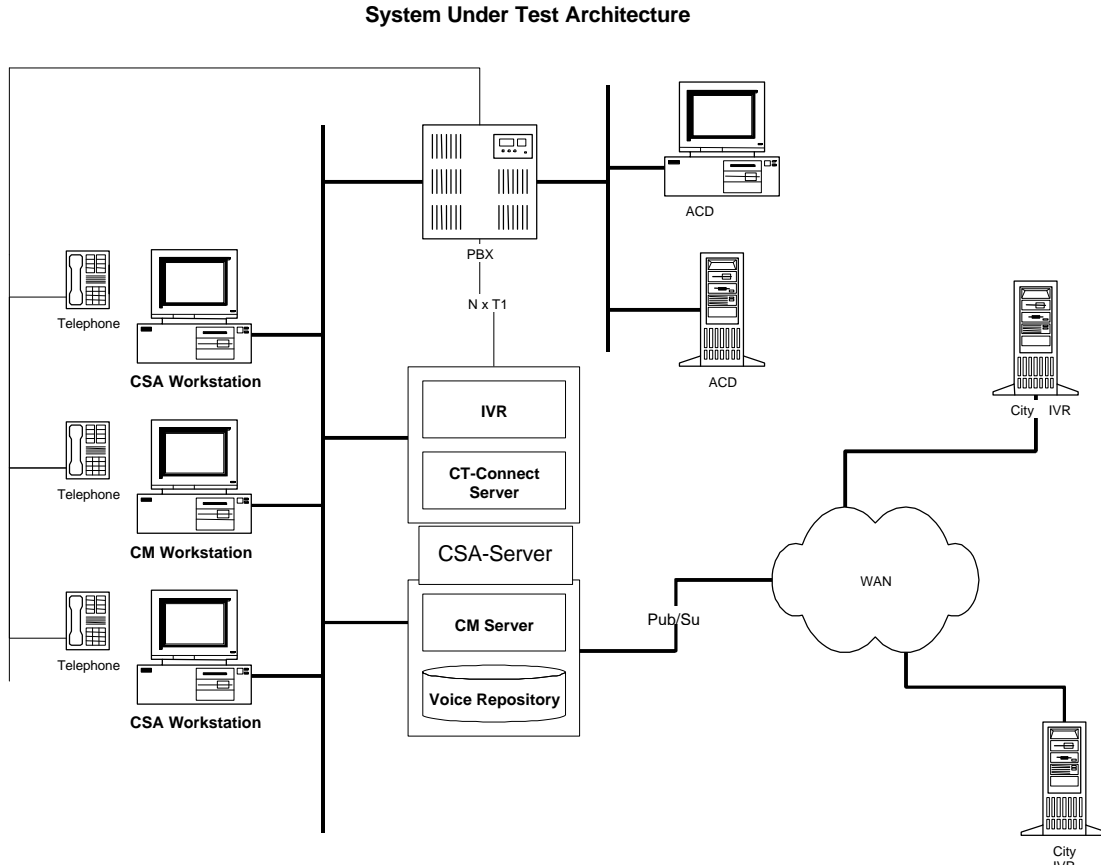 System Under Test Architecture
ACD
PBX
N x T1
Telephone
CSA Workstation
ACD
IVR
City IVR
CT-Connect
Server
Telephone
CM Workstation
CSA-Server
WAN
CM Server
Pub/Su
Telephone
Voice Repository
CSA Workstation
City
IVR